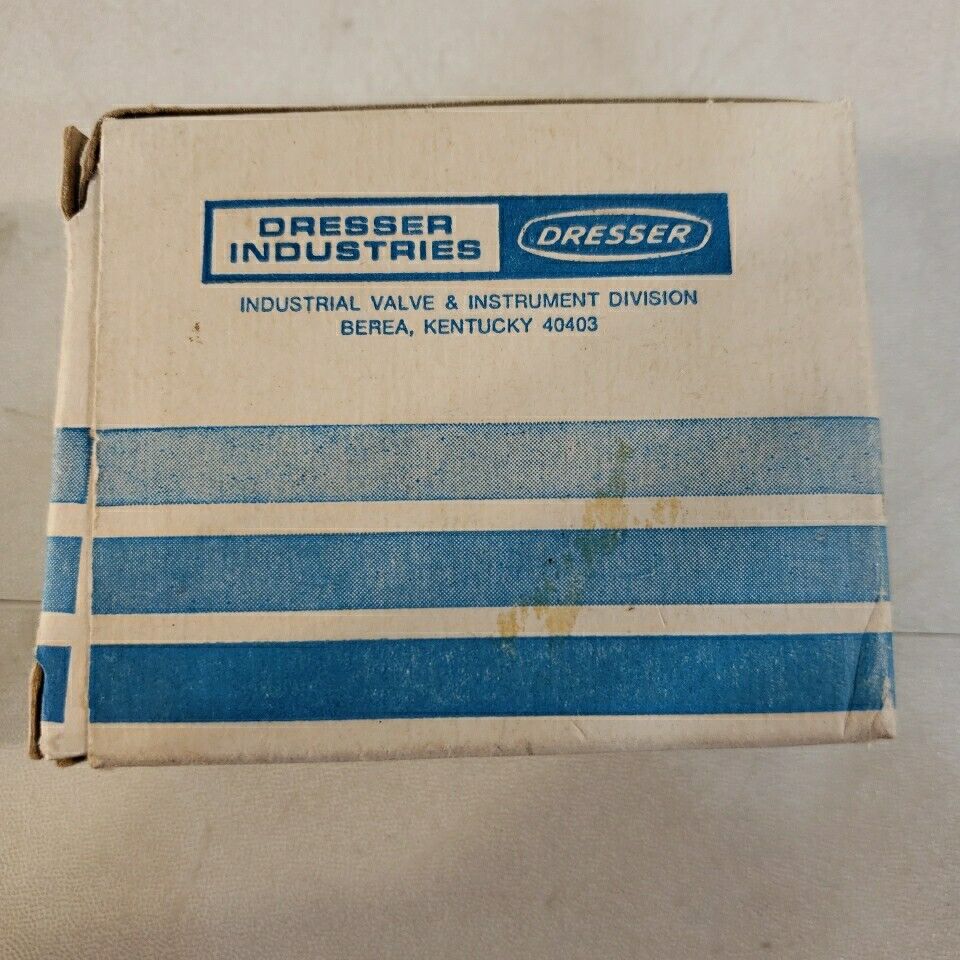 DRESSER
INDUSTRIES
DRESSER
INDUSTRIAL VALVE & INSTRUMENT DIVISION
BEREA, KENTUCKY 40403